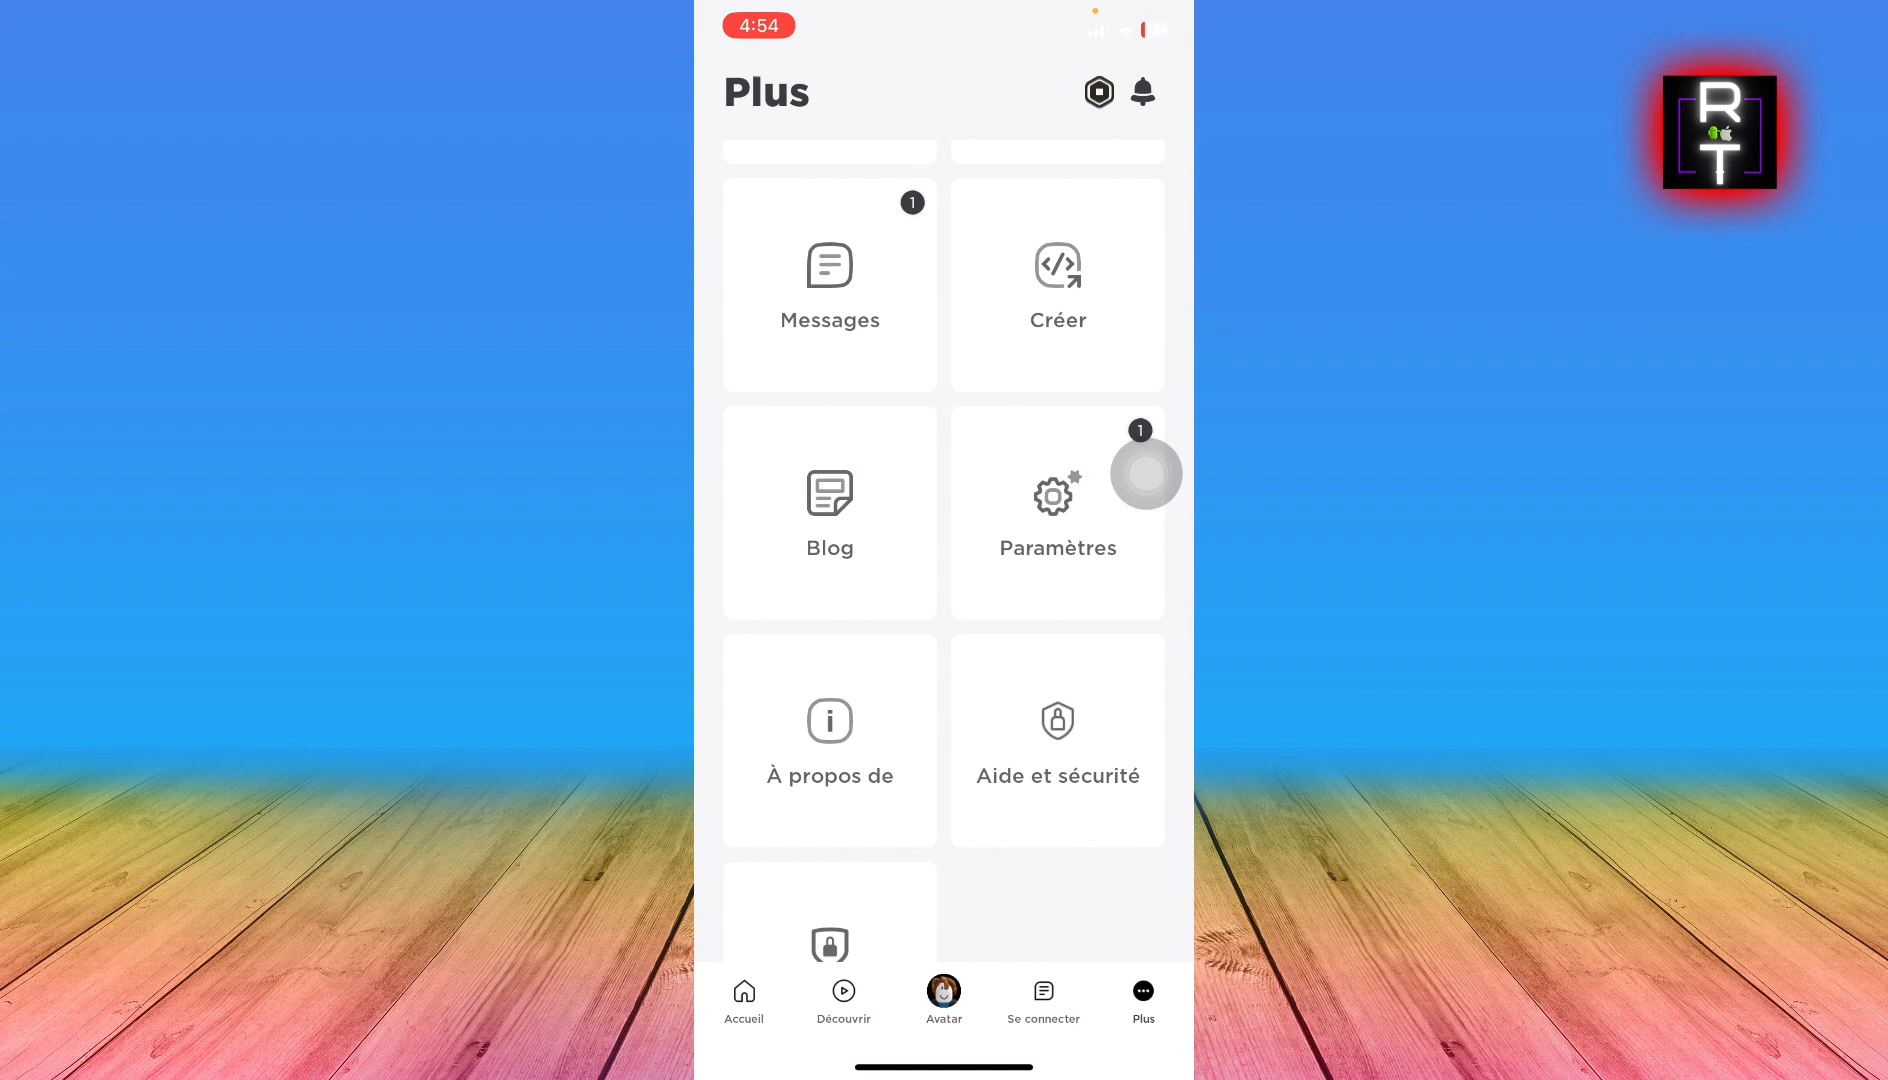 4:54
Plus
R
T
1
Messages
Créer
1
Blog
Paramètres
i
À propos de
Aide et sécurité
Accueil
Découvrir
Avatar
Se connecter
Plus